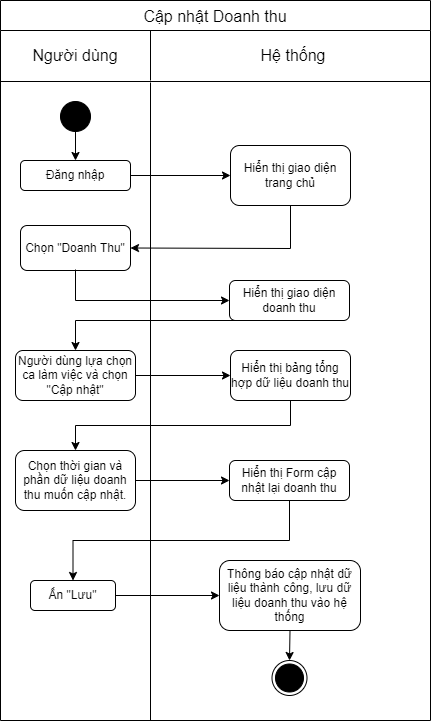 Cập nhật Doanh thu
Người dùng
Hệ thống
Đăng nhập
Hiển thị giao diện
trang chủ
Chọn "Doanh Thu"
Hiển thị giao diện
doanh thu
Người dùng lựa chọn
ca làm việc và chọn
"Cập nhật"
Hiển thị bảng tổng
hợp dữ liệu doanh thu
Chọn thời gian và
phần dữ liệu doanh
thu muốn cập nhật.
Hiển thị Form cập
nhật lại doanh thu
Ấn "Lưu"
Thông báo cập nhật dữ
liệu thành công, lưu dữ
liệu doanh thu vào hệ
thống